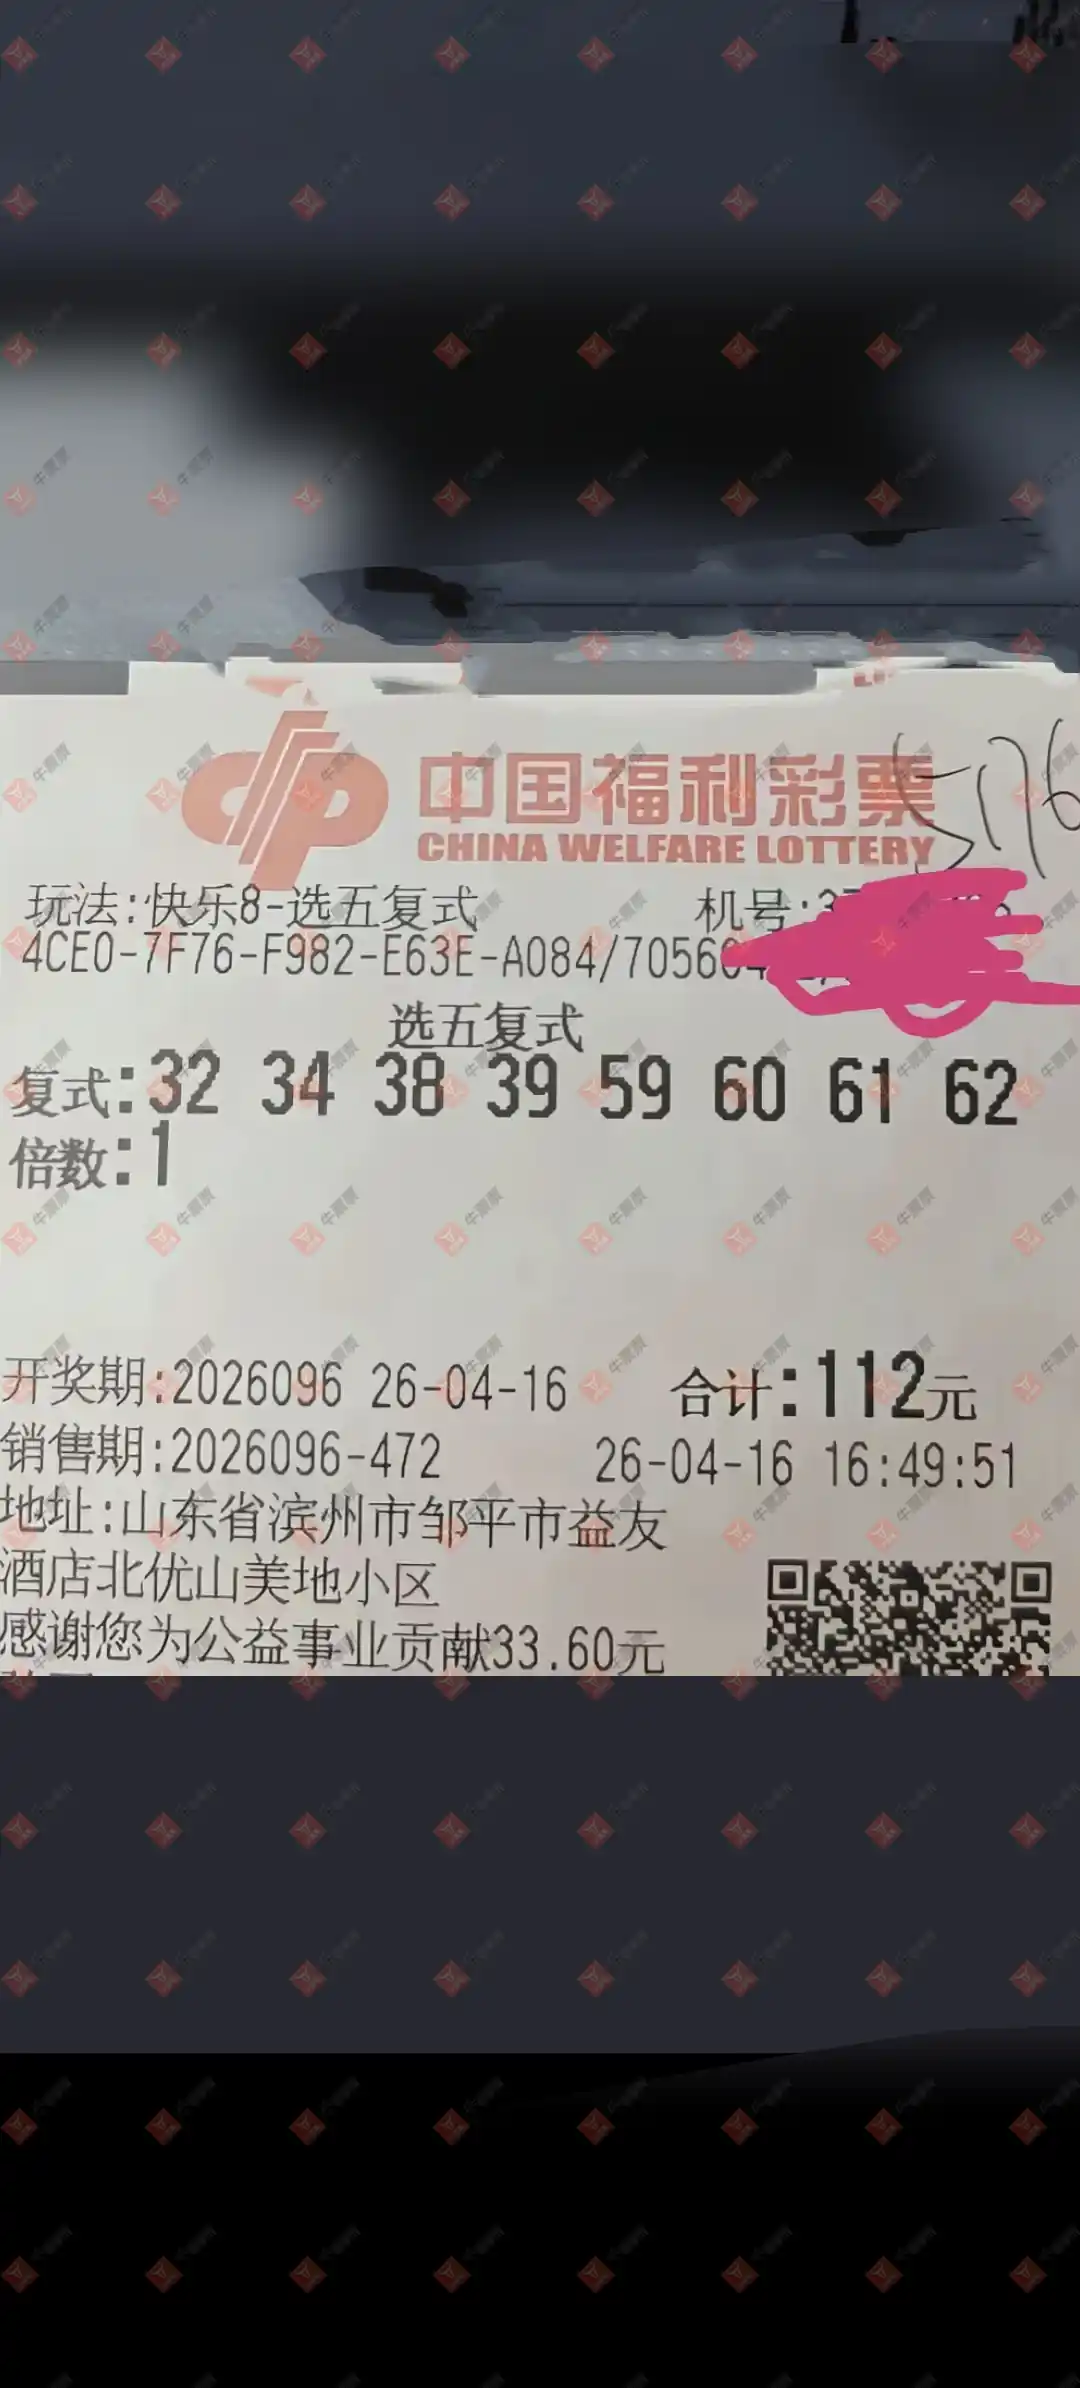 中国福利彩票
CHINA WELFARE LOTTERY
5176
玩法:快乐8-选五复式 机号:3
4CE0-7F76-F982-E63E-A084/70560
选五复式
复式:32 34 38 39 59 60 61 62
倍数:1
开奖期:2026096 26-04-16 合计:112元
销售期:2026096-472 26-04-16 16:49:51
地址:山东省滨州市邹平市益友
酒店北优山美地小区
感谢您为公益事业贡献33.60元
牛票票